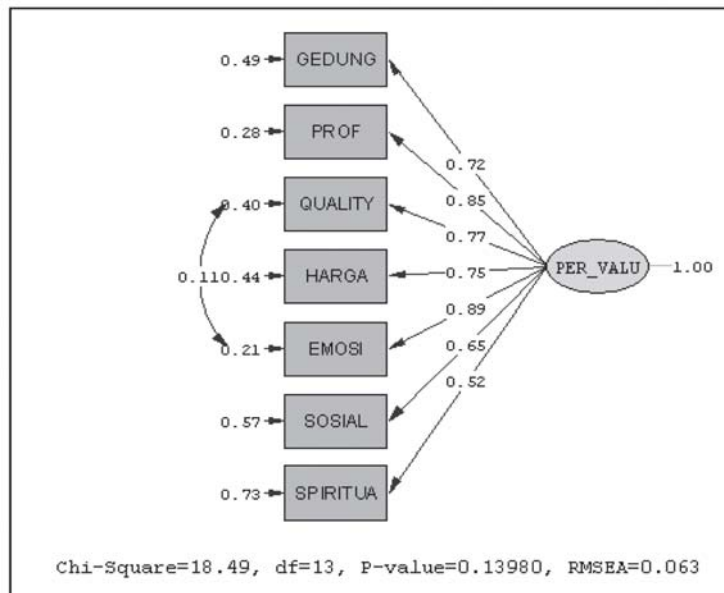 0.49 GEDUNG
0.72
0.28 PROF
0.85
0.40 QUALITY
0.77
0.11 0.44 HARGA
0.75
PER_VALU 1.00
0.89
0.21 EMOSI
0.65
0.52
0.57 SOSIAL
0.73 SPIRITUA
Chi-Square=18.49, df=13, P-value=0.13980, RMSEA=0.063